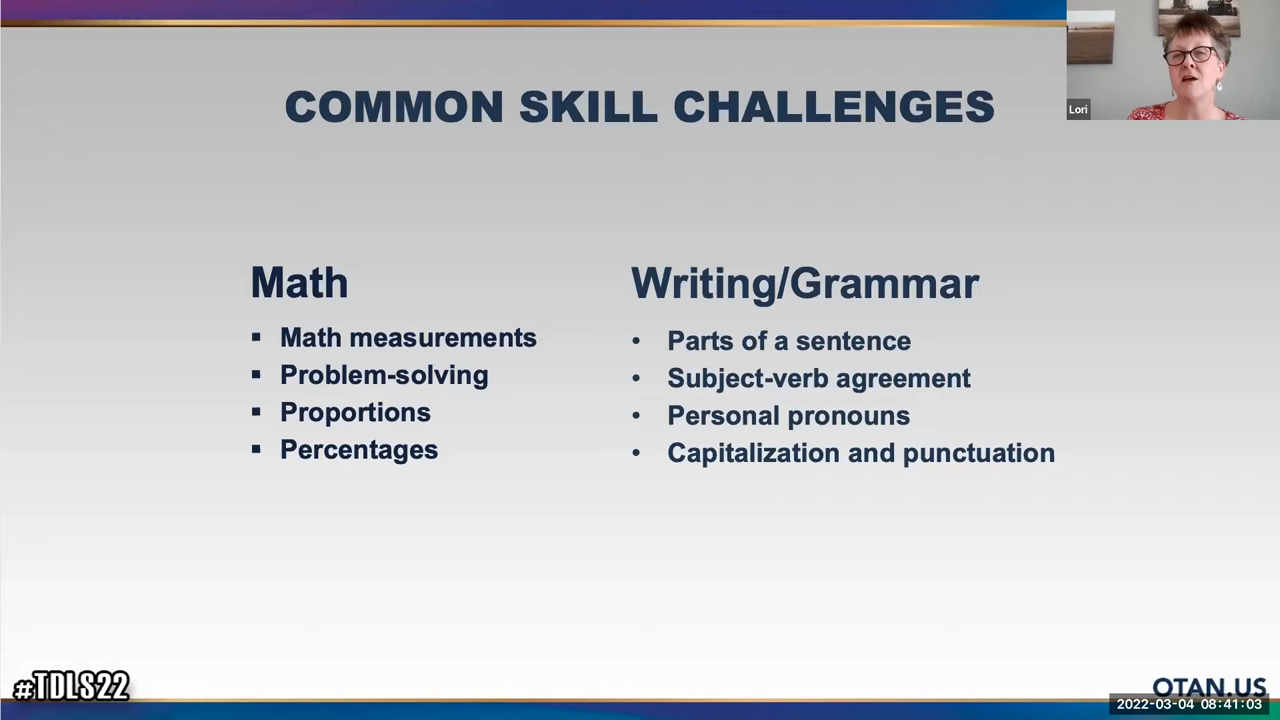 COMMON SKILL CHALLENGES
Lori
Math
▪ Math measurements
▪ Problem-solving
▪ Proportions
▪ Percentages
Writing/Grammar
• Parts of a sentence
• Subject-verb agreement
• Personal pronouns
• Capitalization and punctuation
#TDLS22
OTAN.US
2022-03-04 08:41:03